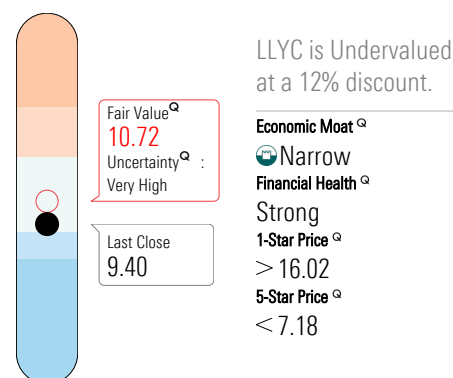 LLYC is Undervalued
at a 12% discount.
Fair Value Q
10.72
Uncertainty Q :
Very High
Last Close
9.40
Economic Moat Q
Narrow
Financial Health Q
Strong
1-Star Price Q
> 16.02
5-Star Price Q
< 7.18